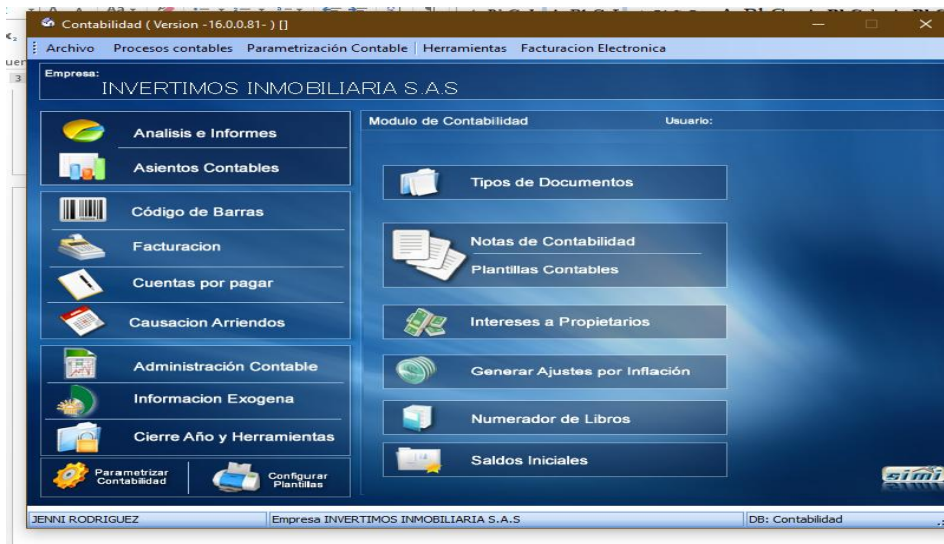 Contabilidad ( Version -16.0.0.81- ) []
Archivo Procesos contables Parametrización Contable Herramientas Facturacion Electronica
3
Empresa:
INVERTIMOS INMOBILIARIA S.A.S
Analisis e Informes
Asientos Contables
Código de Barras
Facturacion
Cuentas por pagar
Causacion Arriendos
Administración Contable
Informacion Exogena
Cierre Año y Herramientas
Parametrizar
Contabilidad
Configurar
Plantillas
Modulo de Contabilidad Usuario:
Tipos de Documentos
Notas de Contabilidad
Plantillas Contables
Intereses a Propietarios
Generar Ajustes por Inflación
Numerador de Libros
Saldos Iniciales
simi
JENNI RODRIGUEZ Empresa INVERTIMOS INMOBILIARIA S.A.S DB: Contabilidad